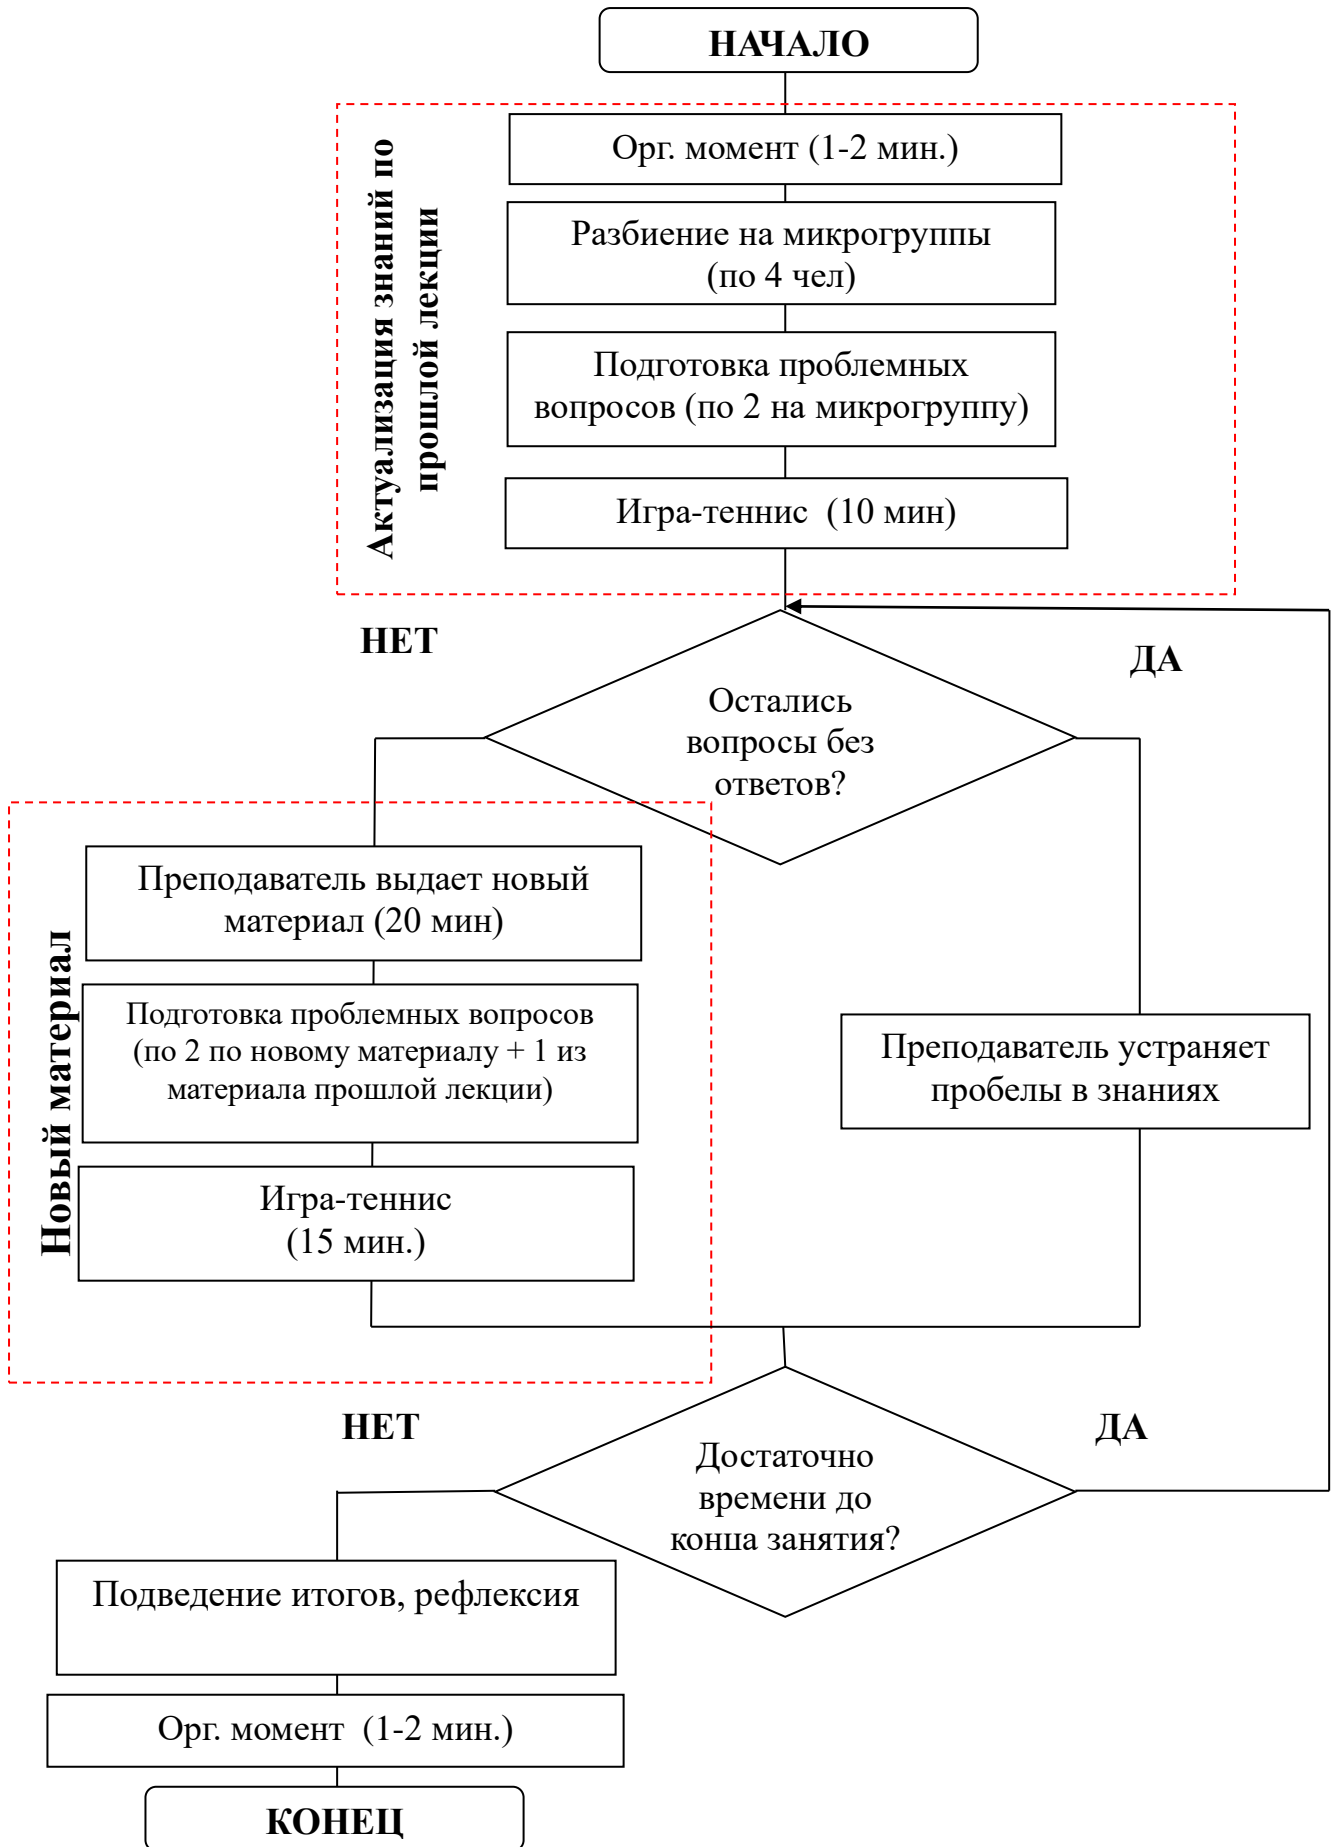 НАЧАЛО
Актуализация знаний по
прошлой лекции
Орг. момент (1-2 мин.)
Разбиение на микрогруппы
(по 4 чел)
Подготовка проблемных
вопросов (по 2 на микрогруппу)
Игра-теннис (10 мин)
НЕТ
ДА
Остались
вопросы без
ответов?
Новый материал
Преподаватель выдает новый
материал (20 мин)
Подготовка проблемных вопросов
(по 2 по новому материалу + 1 из
материала прошлой лекции)
Игра-теннис
(15 мин.)
Преподаватель устраняет
пробелы в знаниях
НЕТ
ДА
Достаточно
времени до
конца занятия?
Подведение итогов, рефлексия
Орг. момент (1-2 мин.)
КОНЕЦ